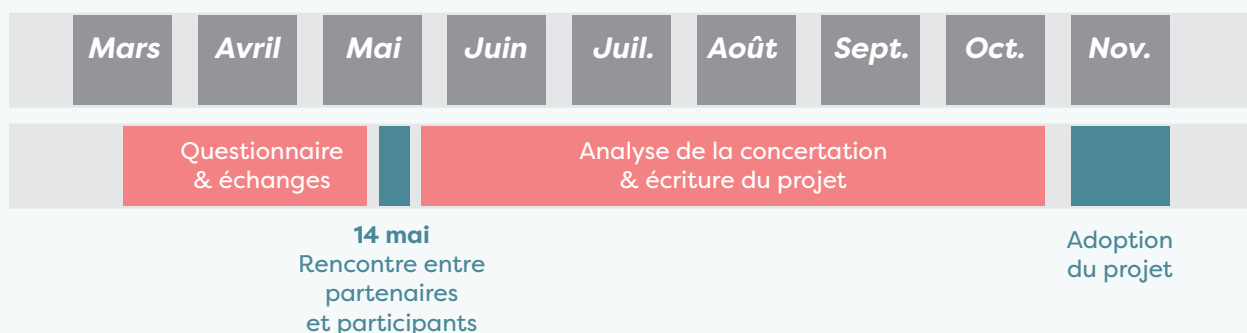 Mars Avril Mai Juin Juil. Août Sept. Oct. Nov.
Questionnaire
& échanges
Analyse de la concertation
& écriture du projet
14 mai
Rencontre entre
partenaires
et participants
Adoption
du projet